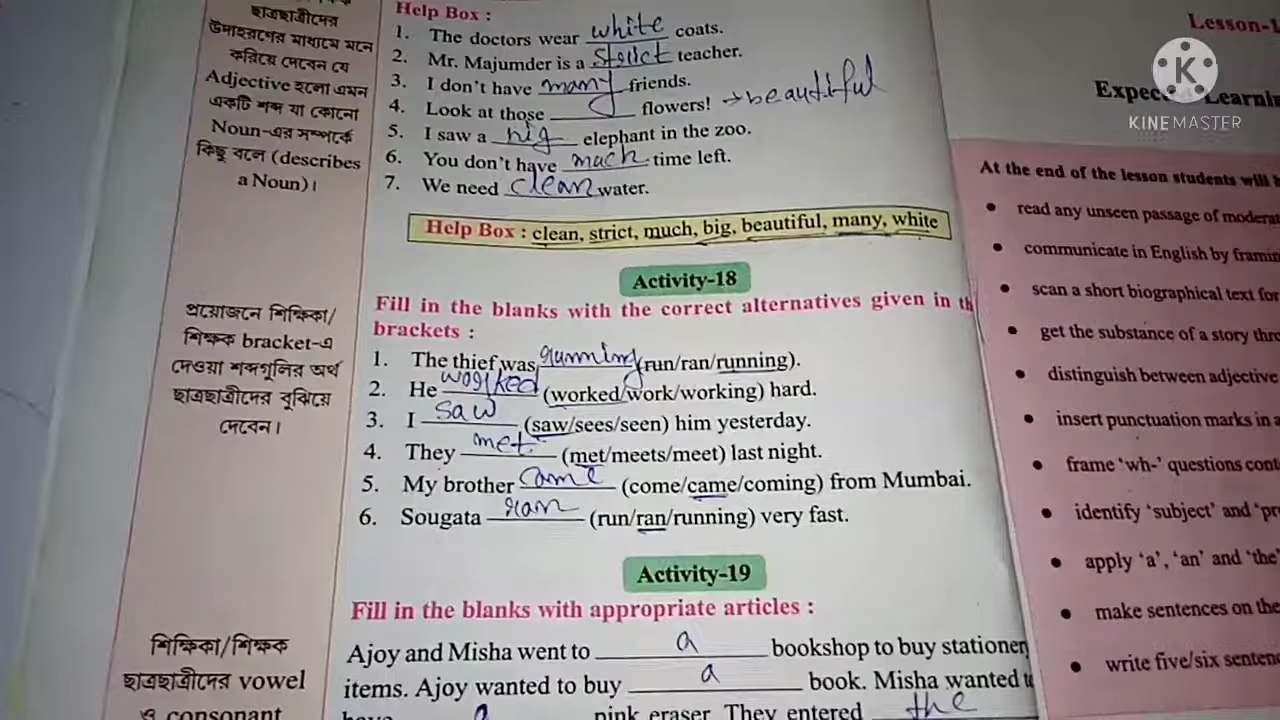 ছাত্রছাত্রীদের
উদাহরণের মাধ্যমে মনে
করিয়ে দেবেন যে
Adjective হলো এমন
একটি শব্দ যা কোনো
Noun-এর সম্পর্কে
কিছু বলে (describes
a Noun)।
Help Box :
1. The doctors wear white coats.
2. Mr. Majumder is a strict teacher.
3. I don't have many friends.
4. Look at those ______ flowers! →beautiful
5. I saw a big elephant in the zoo.
6. You don't have much time left.
7. We need clean water.
Help Box : clean, strict, much, big, beautiful, many, white
Activity-18
Fill in the blanks with the correct alternatives given in th
brackets :
প্রয়োজনে শিক্ষিকা/
শিক্ষক bracket-এ
দেওয়া শব্দগুলির অর্থ
ছাত্রছাত্রীদের বুঝিয়ে
দেবেন।
1. The thief was running (run/ran/running).
2. He worked (worked/work/working) hard.
3. I saw (saw/sees/seen) him yesterday.
4. They met (met/meets/meet) last night.
5. My brother came (come/came/coming) from Mumbai.
6. Sougata ran (run/ran/running) very fast.
Activity-19
Fill in the blanks with appropriate articles :
শিক্ষিকা/শিক্ষক
ছাত্রছাত্রীদের vowel
ও consonant
Ajoy and Misha went to a bookshop to buy stationery
items. Ajoy wanted to buy a book. Misha wanted to
have a pink eraser. They entered the
Lesson-1
KINEMASTER
At the end of the lesson students will
read any unseen passage of
communicate in English by
scan a short biographical text for
get the substance of a story
distinguish between adjective
insert punctuation marks in
frame 'wh-' questions
identify 'subject' and
apply 'a', 'an' and 'the'
make sentences on the
write five/six